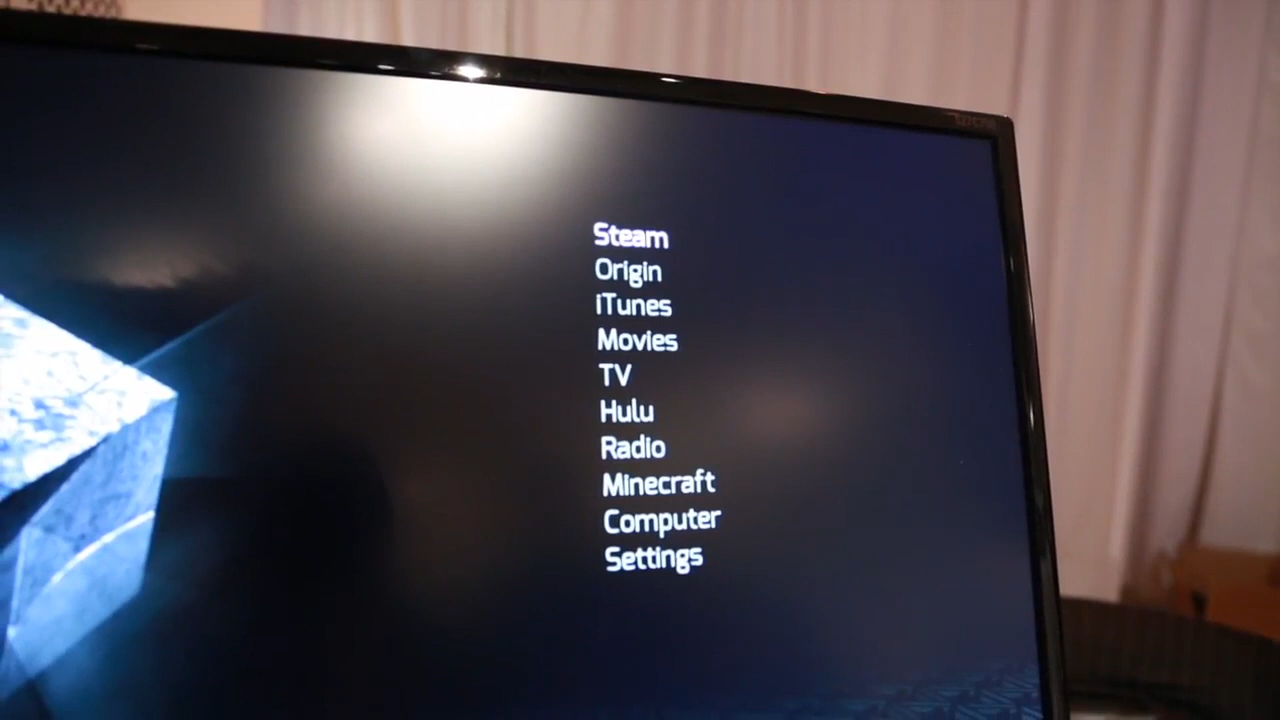 Steam
Origin
iTunes
Movies
TV
Hulu
Radio
Minecraft
Computer
Settings